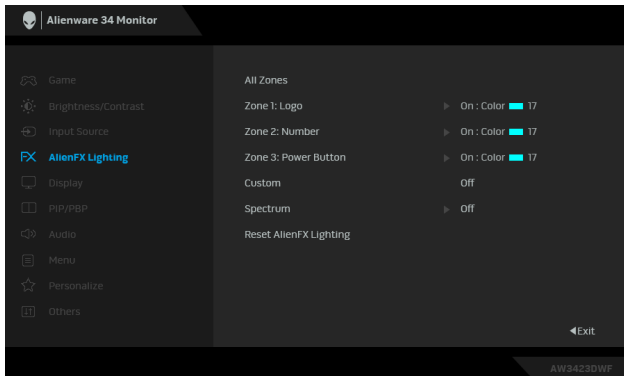 Alienware 34 Monitor
Game
Brightness/Contrast
Input Source
FX AlienFX Lighting
Display
PIP/PBP
Audio
Menu
Personalize
Others
All Zones
Zone 1: Logo On : Color 17
Zone 2: Number On : Color 17
Zone 3: Power Button On : Color 17
Custom Off
Spectrum Off
Reset AlienFX Lighting
Exit
AW3423DWF